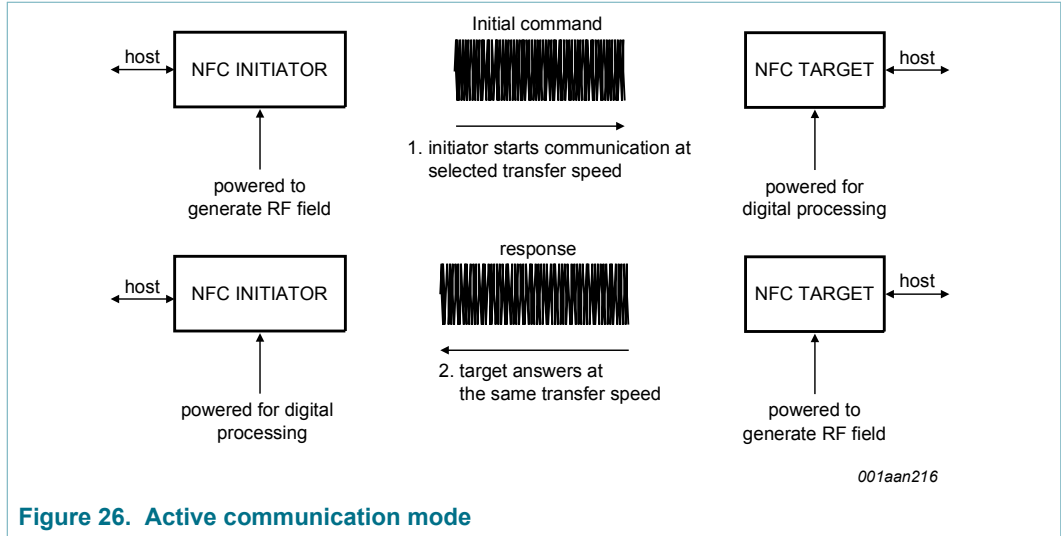 Initial command
host
NFC INITIATOR
NFC TARGET
host
1. initiator starts communication at
selected transfer speed
powered to
generate RF field
powered for
digital processing
response
host
NFC INITIATOR
NFC TARGET
host
2. target answers at
the same transfer speed
powered for digital
processing
powered to
generate RF field
001aan216
Figure 26. Active communication mode